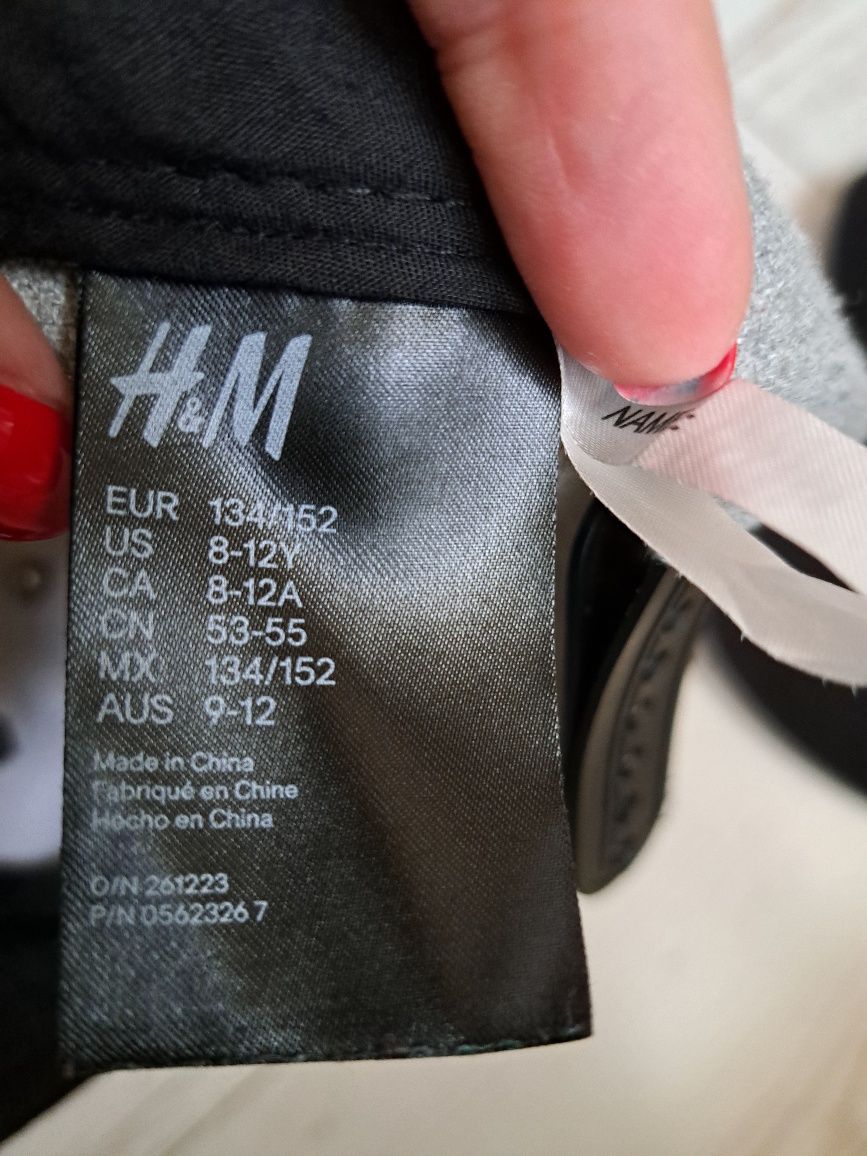 H&M
EUR 134/152
US 8-12Y
CA 8-12A
CN 53-55
MX 134/152
AUS 9-12
Made in China
Fabriqué en Chine
Hecho en China
O/N 261223
P/N 0562326 7
NAME